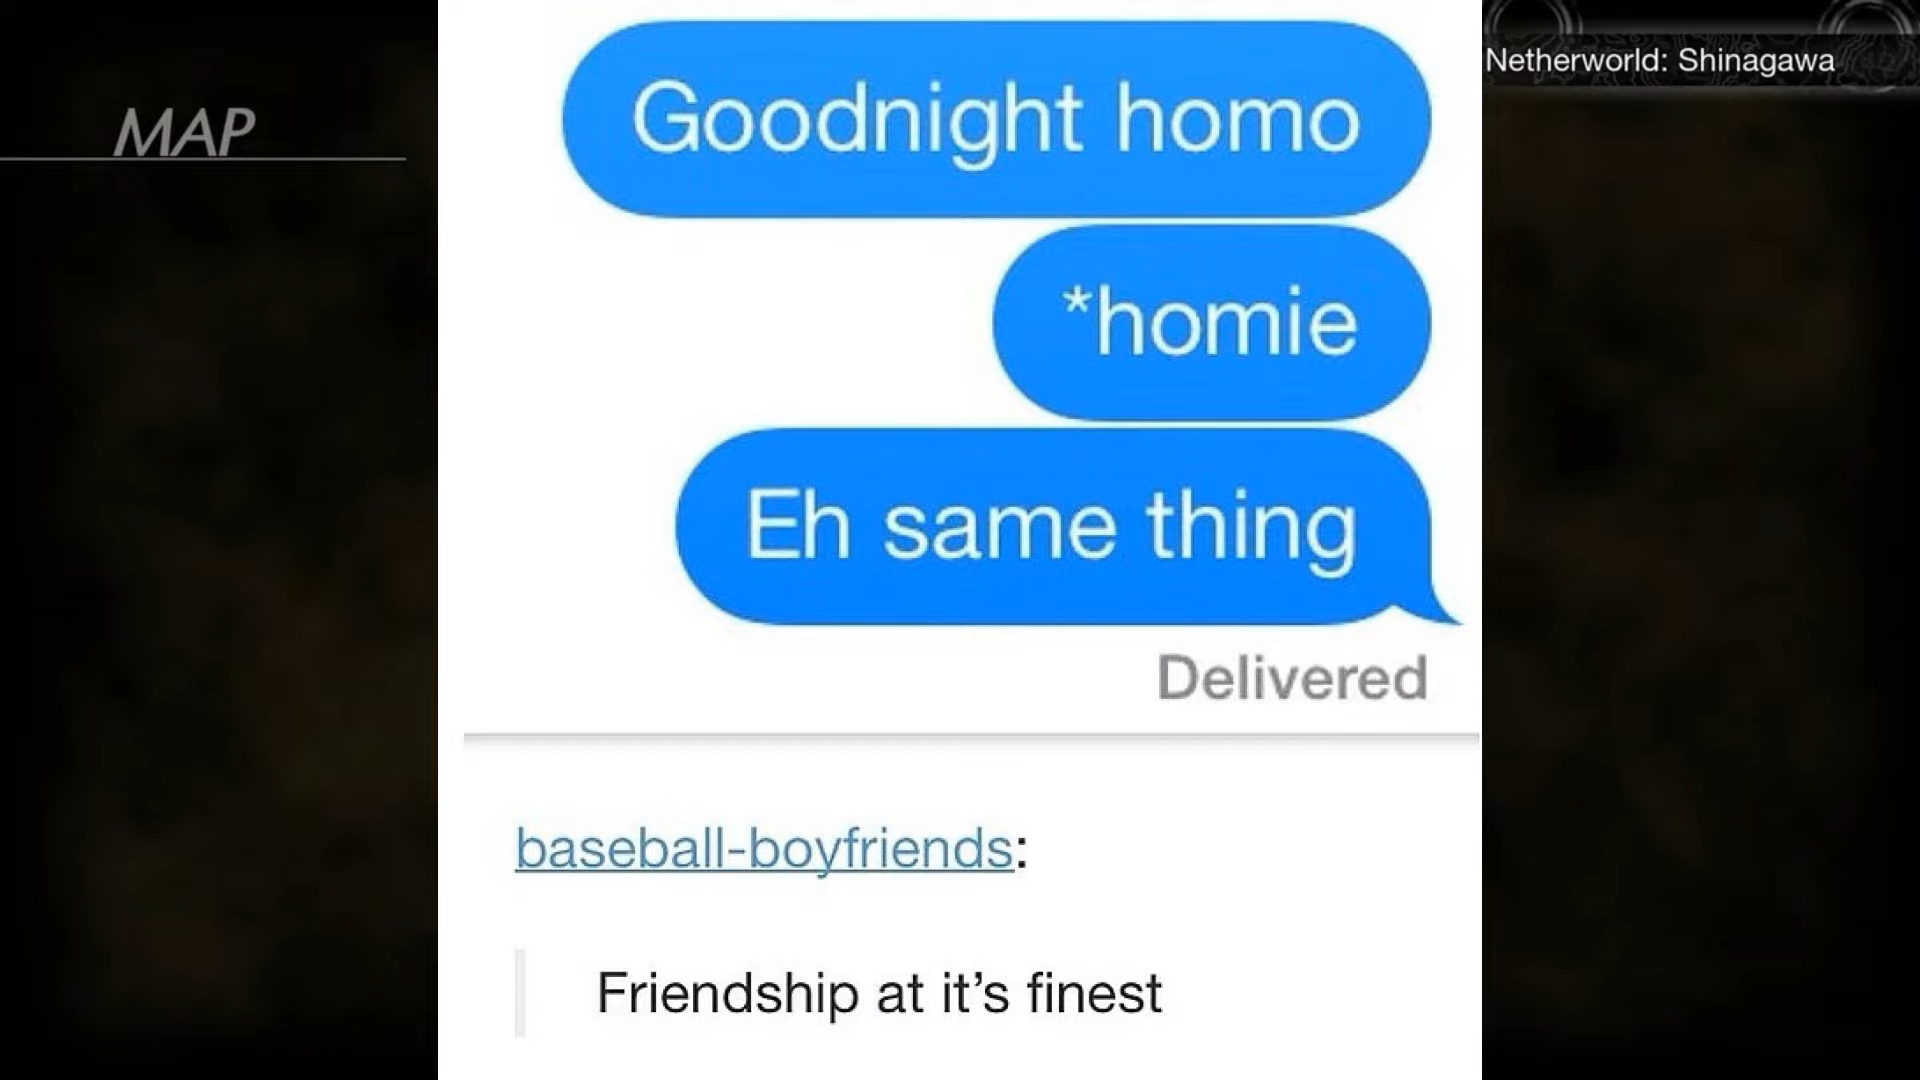 MAP
Netherworld: Shinagawa
Goodnight homo
*homie
Eh same thing
Delivered
baseball-boyfriends:
Friendship at it’s finest